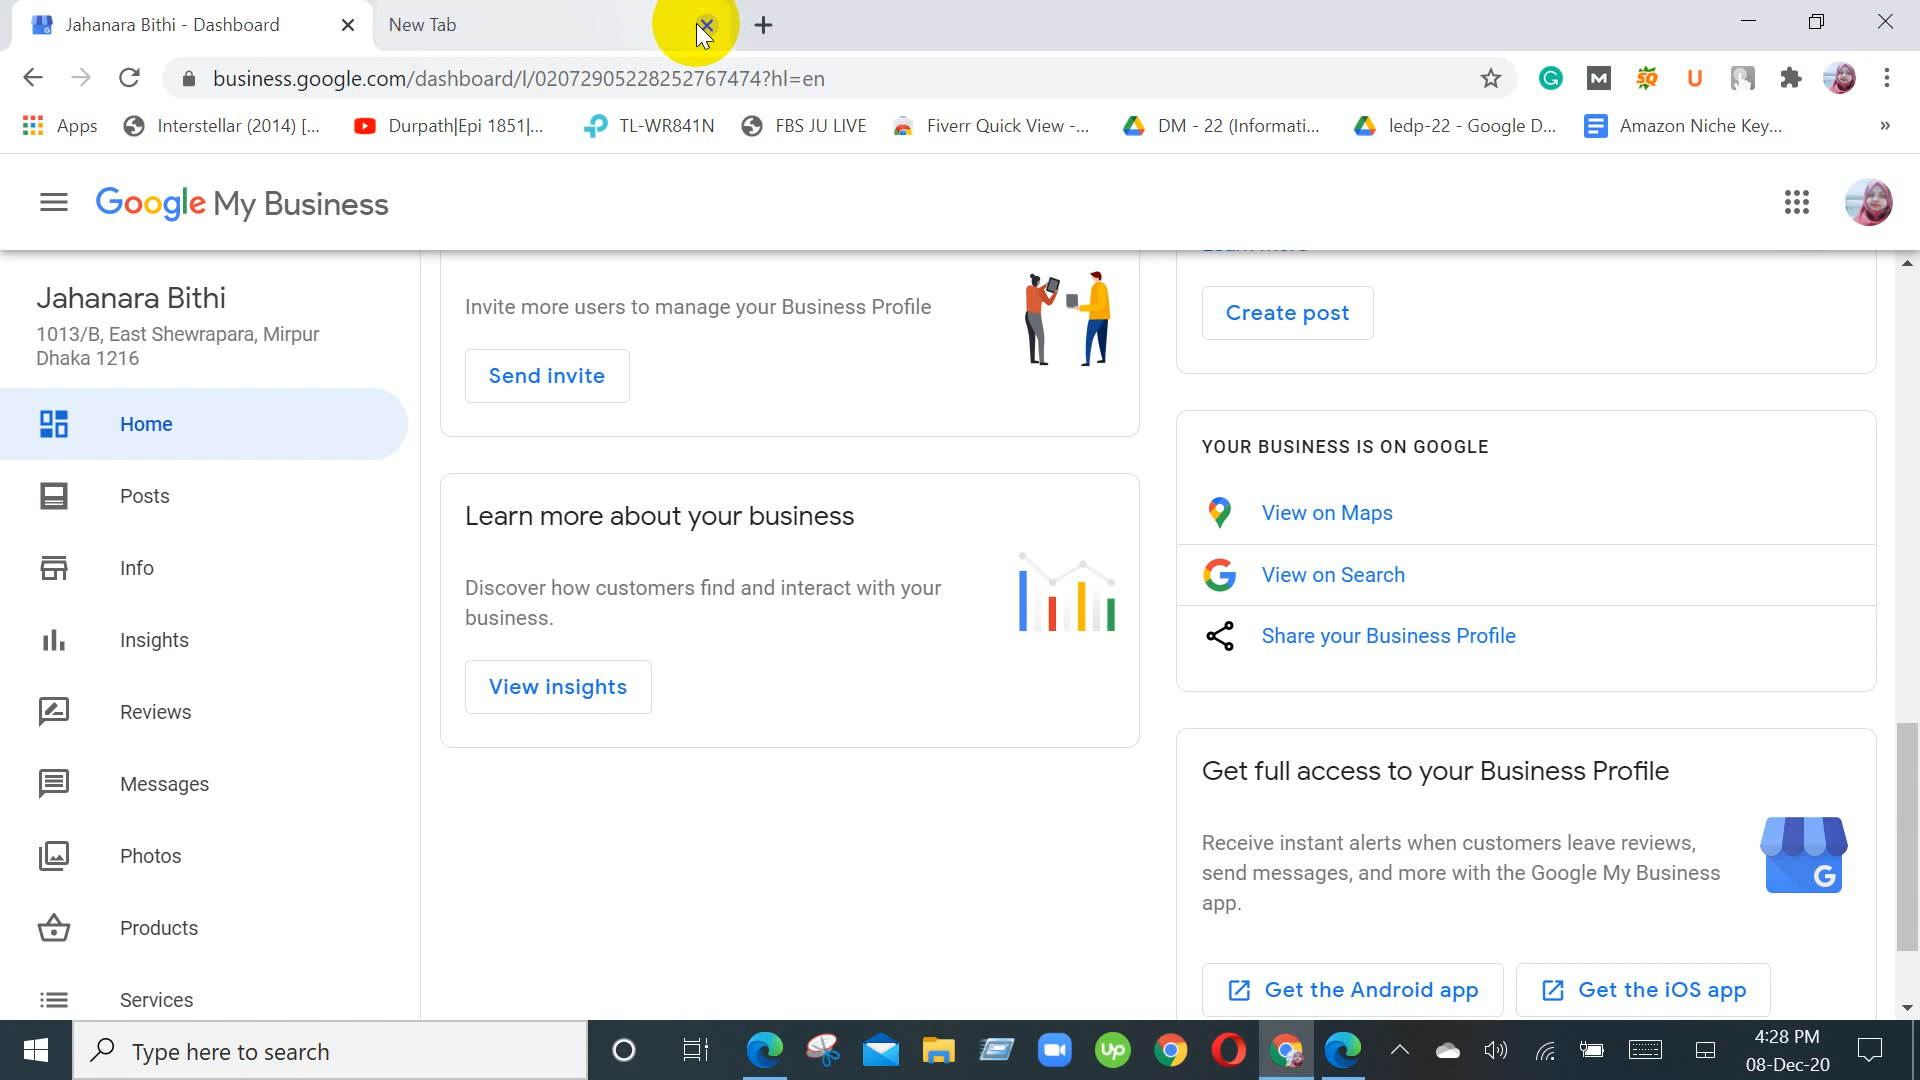 Jahanara Bithi - Dashboard
New Tab
business.google.com/dashboard/l/02072905228252767474?hl=en
Apps
Interstellar (2014) [...
Durpath|Epi 1851|...
TL-WR841N
FBS JU LIVE
Fiverr Quick View -...
DM - 22 (Informati...
ledp-22 - Google D...
Amazon Niche Key...
»
Google My Business
Jahanara Bithi
1013/B, East Shewrapara, Mirpur
Dhaka 1216
Home
Posts
Info
Insights
Reviews
Messages
Photos
Products
Services
Invite more users to manage your Business Profile
Send invite
Learn more about your business
Discover how customers find and interact with your
business.
View insights
Create post
YOUR BUSINESS IS ON GOOGLE
View on Maps
View on Search
Share your Business Profile
Get full access to your Business Profile
Receive instant alerts when customers leave reviews,
send messages, and more with the Google My Business
app.
Get the Android app
Get the iOS app
Type here to search
4:28 PM
08-Dec-20